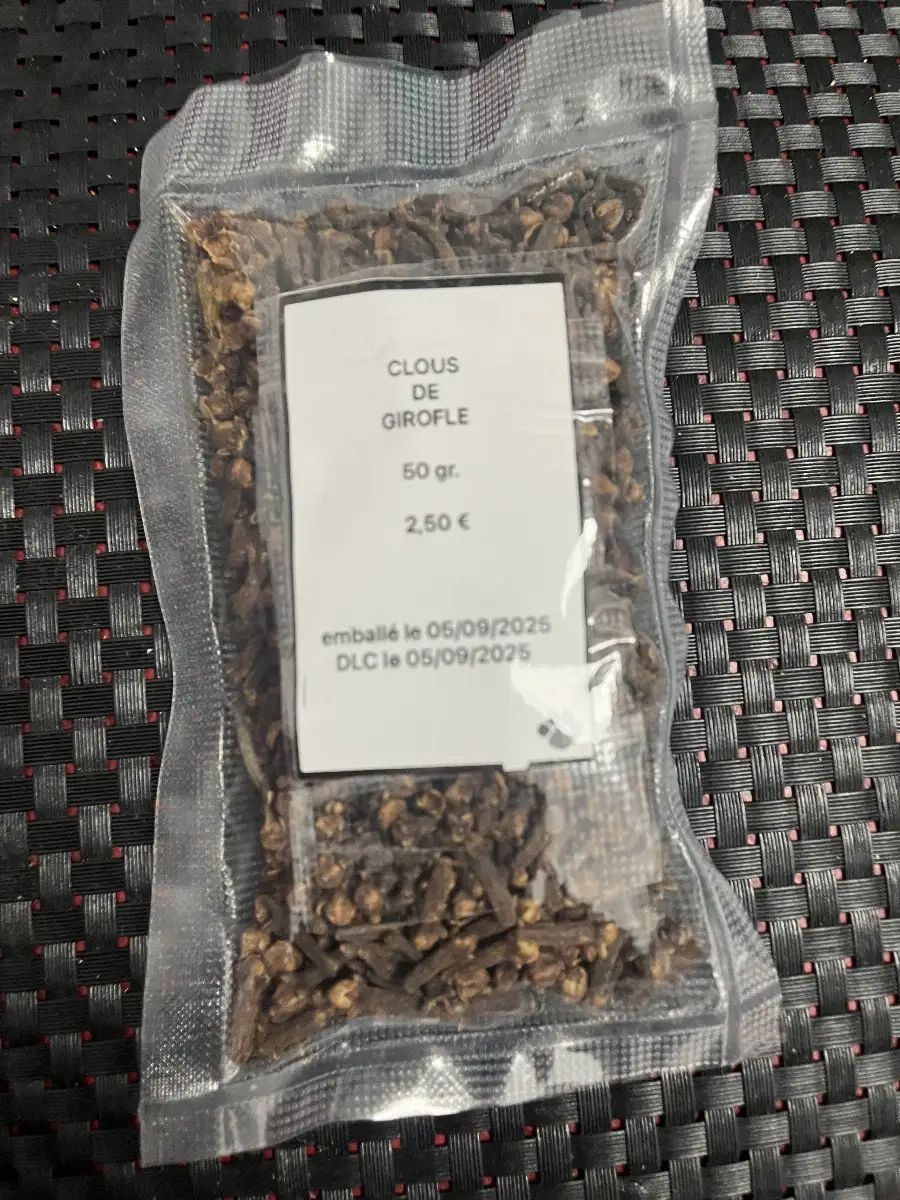 CLOUS
DE
GIROFLE
50 gr.
2,50 €
emballé le 05/09/2025
DLC le 05/09/2025